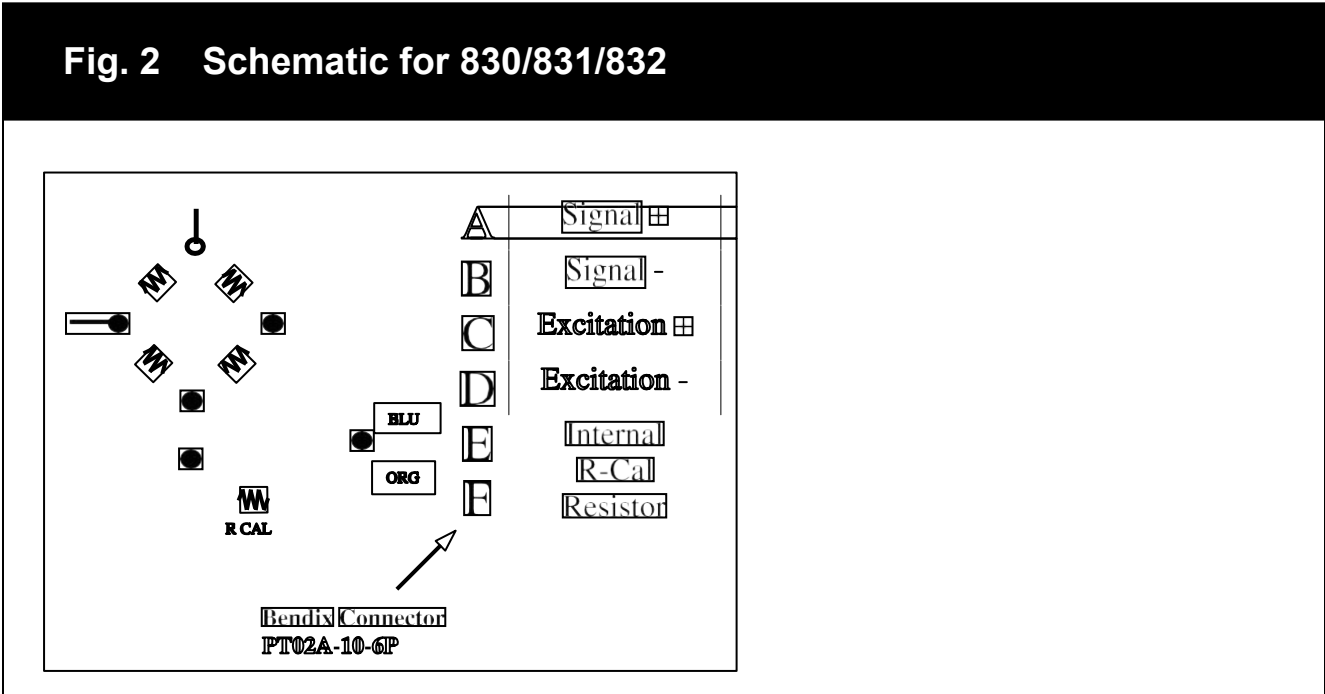 Fig. 2 Schematic for 830/831/832
A Signal +
B Signal -
C Excitation +
D Excitation -
BLU
E Internal
R-Cal
ORG
F Resistor
R CAL
Bendix Connector
PT02A-10-6P